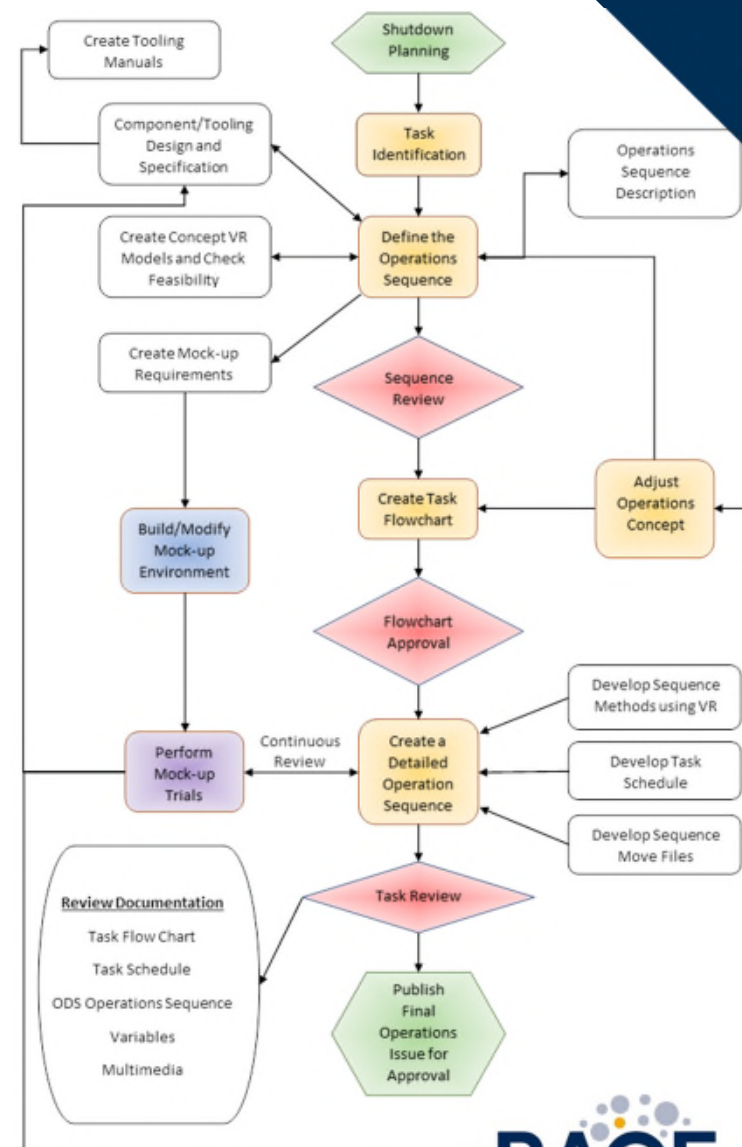 Shutdown
Planning
Create Tooling
Manuals
Component/Tooling
Design and
Specification
Task
Identification
Operations
Sequence
Description
Create Concept VR
Models and Check
Feasibility
Define the
Operations
Sequence
Create Mock-up
Requirements
Sequence
Review
Create Task
Flowchart
Adjust
Operations
Concept
Build/Modify
Mock-up
Environment
Flowchart
Approval
Develop Sequence
Methods using VR
Perform
Mock-up
Trials
Continuous
Review
Create a
Detailed
Operation
Sequence
Develop Task
Schedule
Develop Sequence
Move Files
Review Documentation
Task Flow Chart
Task Schedule
ODS Operations Sequence
Variables
Multimedia
Task Review
Publish
Final
Operations
Issue for
Approval